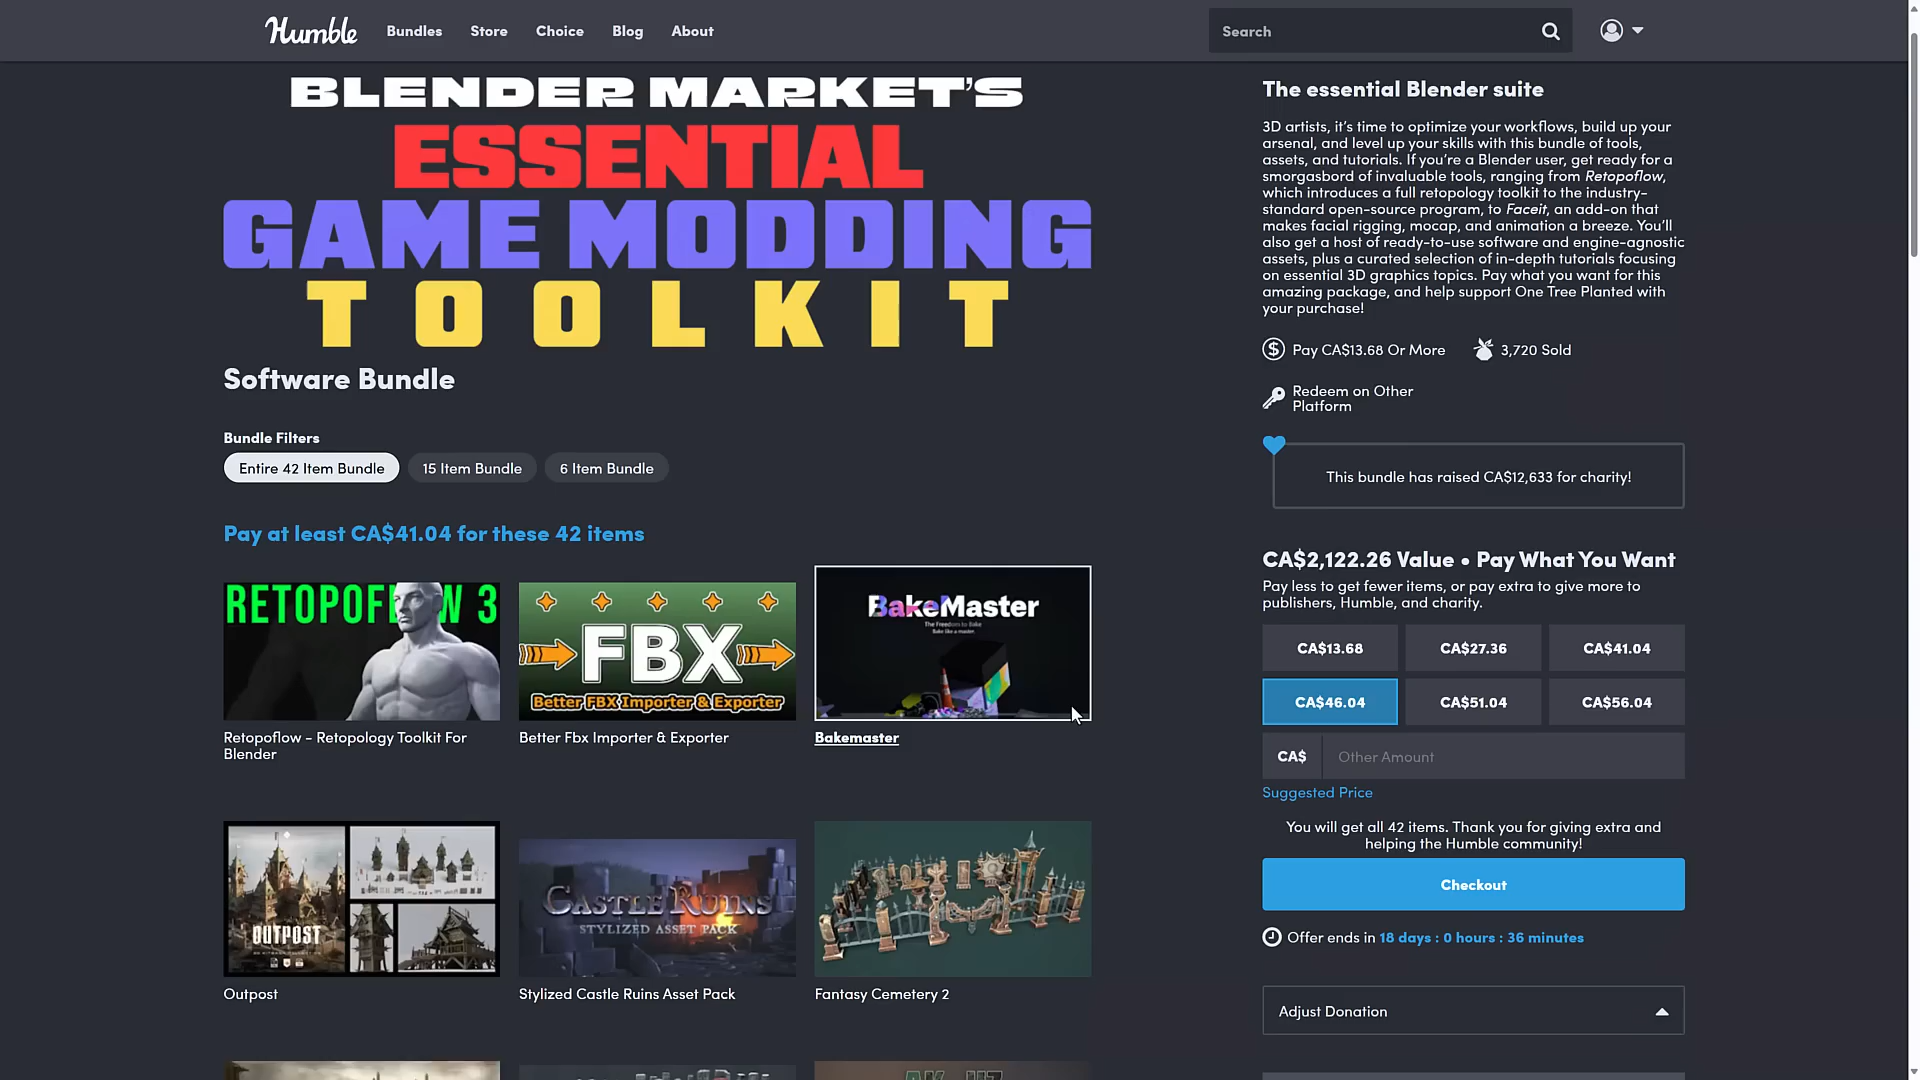 Humble
Bundles
Store
Choice
Blog
About
Search
BLENDER MARKET'S
ESSENTIAL
GAME MODDING
TOOLKIT
Software Bundle
Bundle Filters
Entire 42 Item Bundle
15 Item Bundle
6 Item Bundle
Pay at least CA$41.04 for these 42 items
RETOPOFLOW 3
Retopoflow - Retopology Toolkit For
Blender
FBX
Better FBX Importer & Exporter
Better Fbx Importer & Exporter
BakeMaster
The Freedom to Bake
Bake like a master.
Bakemaster
OUTPOST
Outpost
CASTLE RUINS
STYLIZED ASSET PACK
Stylized Castle Ruins Asset Pack
Fantasy Cemetery 2
The essential Blender suite
3D artists, it's time to optimize your workflows, build up your
arsenal, and level up your skills with this bundle of tools,
assets, and tutorials. If you're a Blender user, get ready for a
smorgasbord of invaluable tools, ranging from Retopoflow,
which introduces a full retopology toolkit to the industry-
standard open-source program, to Faceit, an add-on that
makes facial rigging, mocap, and animation a breeze. You'll
also get a host of ready-to-use software and engine-agnostic
assets, plus a curated selection of in-depth tutorials focusing
on essential 3D graphics topics. Pay what you want for this
amazing package, and help support One Tree Planted with
your purchase!
Pay CA$13.68 Or More
3,720 Sold
Redeem on Other
Platform
This bundle has raised CA$12,633 for charity!
CA$2,122.26 Value • Pay What You Want
Pay less to get fewer items, or pay extra to give more to
publishers, Humble, and charity.
CA$13.68
CA$27.36
CA$41.04
CA$46.04
CA$51.04
CA$56.04
CA$
Other Amount
Suggested Price
You will get all 42 items. Thank you for giving extra and
helping the Humble community!
Checkout
Offer ends in 18 days : 0 hours : 36 minutes
Adjust Donation